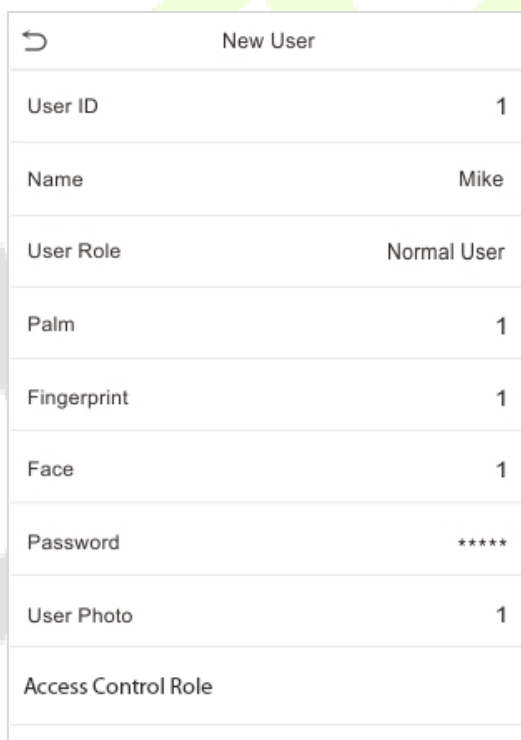 New User
User ID 1
Name Mike
User Role Normal User
Palm 1
Fingerprint 1
Face 1
Password *****
User Photo 1
Access Control Role